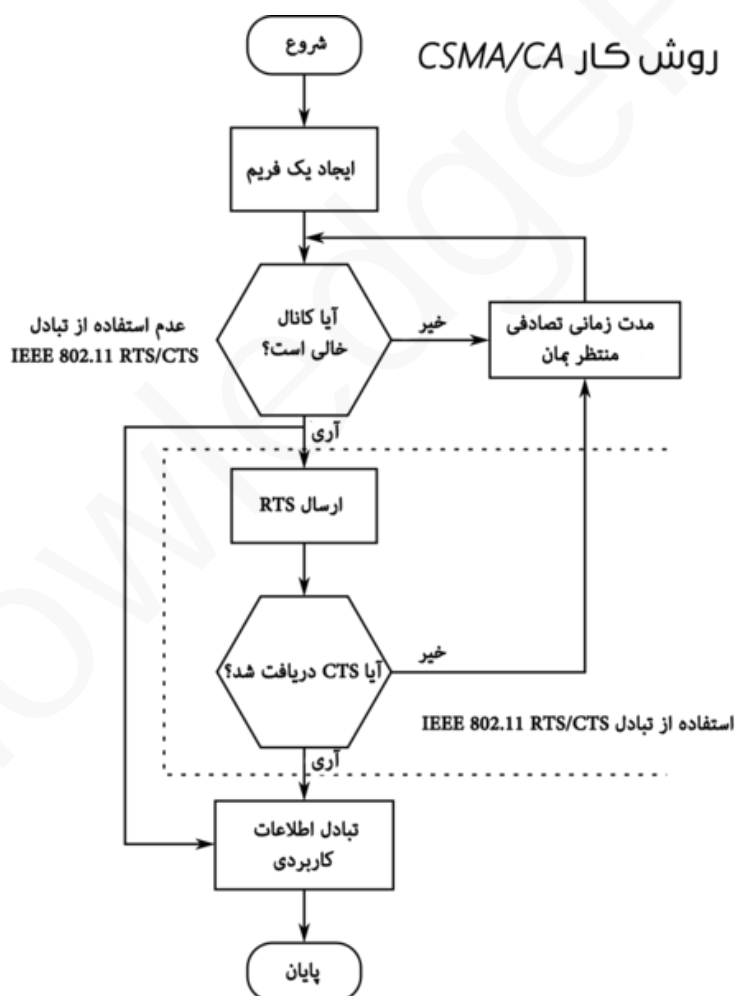 شروع
روش کار CSMA/CA
ایجاد یک فریم
آیا کانال
خالی است؟
خیر
مدت زمانی تصادفی
منتظر بمان
عدم استفاده از تبادل
IEEE 802.11 RTS/CTS
آری
ارسال RTS
آیا CTS دریافت شد؟
خیر
استفاده از تبادل IEEE 802.11 RTS/CTS
آری
تبادل اطلاعات
کاربردی
پایان